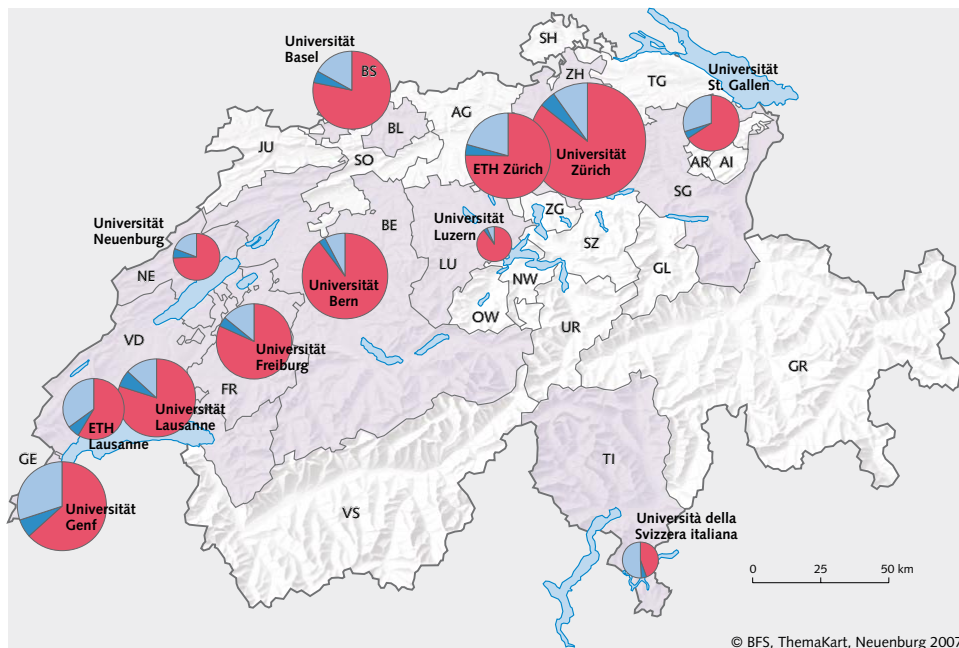 SH
Universität
Basel
BS
ZH
TG
Universität
St. Gallen
AG
BL
JU
SO
ETH Zürich
Universität
Zürich
AR
AI
SG
BE
Universität
Luzern
ZG
SZ
Universität
Neuenburg
NE
LU
GL
NW
Universität
Bern
OW
UR
VD
Universität
Freiburg
GR
FR
Universität
Lausanne
ETH
Lausanne
GE
TI
Universität
Genf
VS
Università della
Svizzera italiana
0 25 50 km
© BFS, ThemaKart, Neuenburg 2007